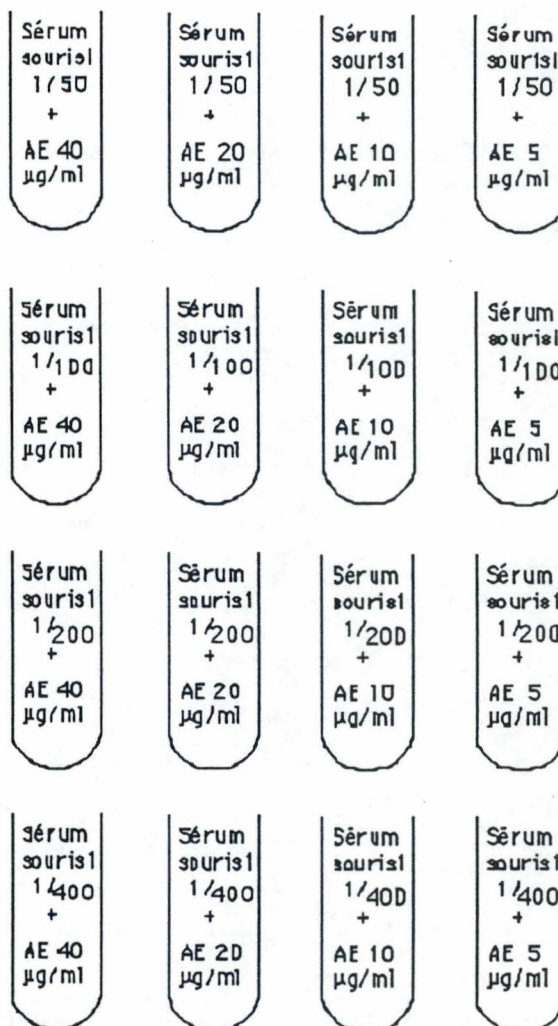 Sérum
souris1
1/50
+
AE 40
µg/ml
Sérum
souris1
1/50
+
AE 20
µg/ml
Sérum
souris1
1/50
+
AE 10
µg/ml
Sérum
souris1
1/50
+
AE 5
µg/ml
Sérum
souris1
1/100
+
AE 40
µg/ml
Sérum
souris1
1/100
+
AE 20
µg/ml
Sérum
souris1
1/100
+
AE 10
µg/ml
Sérum
souris1
1/100
+
AE 5
µg/ml
Sérum
souris1
1/200
+
AE 40
µg/ml
Sérum
souris1
1/200
+
AE 20
µg/ml
Sérum
souris1
1/200
+
AE 10
µg/ml
Sérum
souris1
1/200
+
AE 5
µg/ml
Sérum
souris1
1/400
+
AE 40
µg/ml
Sérum
souris1
1/400
+
AE 20
µg/ml
Sérum
souris1
1/400
+
AE 10
µg/ml
Sérum
souris1
1/400
+
AE 5
µg/ml